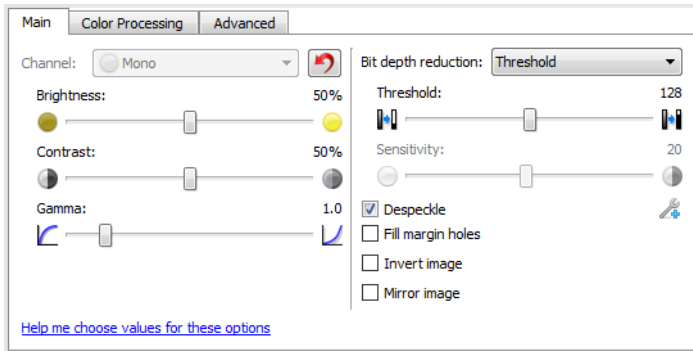 Main Color Processing Advanced
Channel: Mono
Brightness: 50%
Contrast: 50%
Gamma: 1.0
Bit depth reduction: Threshold
Threshold: 128
Sensitivity: 20
Despeckle
Fill margin holes
Invert image
Mirror image
Help me choose values for these options